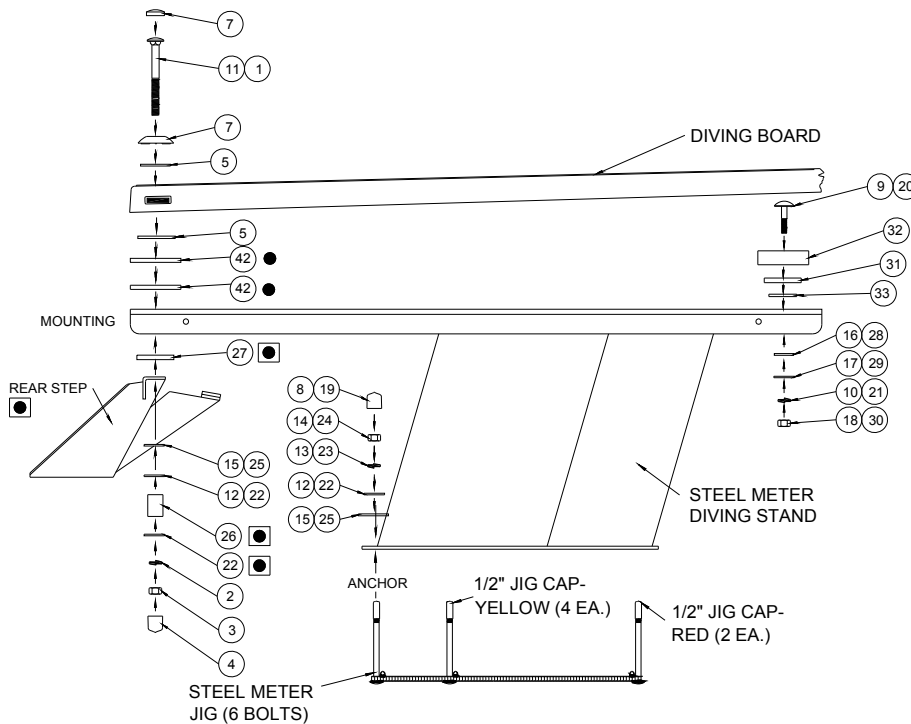 7
11 1
7
5
DIVING BOARD
9 20
5
32
42
31
42
33
MOUNTING
27
16 28
REAR STEP
8 19
17 29
14 24
10 21
13 23
18 30
15 25
12 22
12 22
STEEL METER
DIVING STAND
15 25
26
22
2
ANCHOR
1/2" JIG CAP-
YELLOW (4 EA.)
1/2" JIG CAP-
RED (2 EA.)
3
4
STEEL METER
JIG (6 BOLTS)